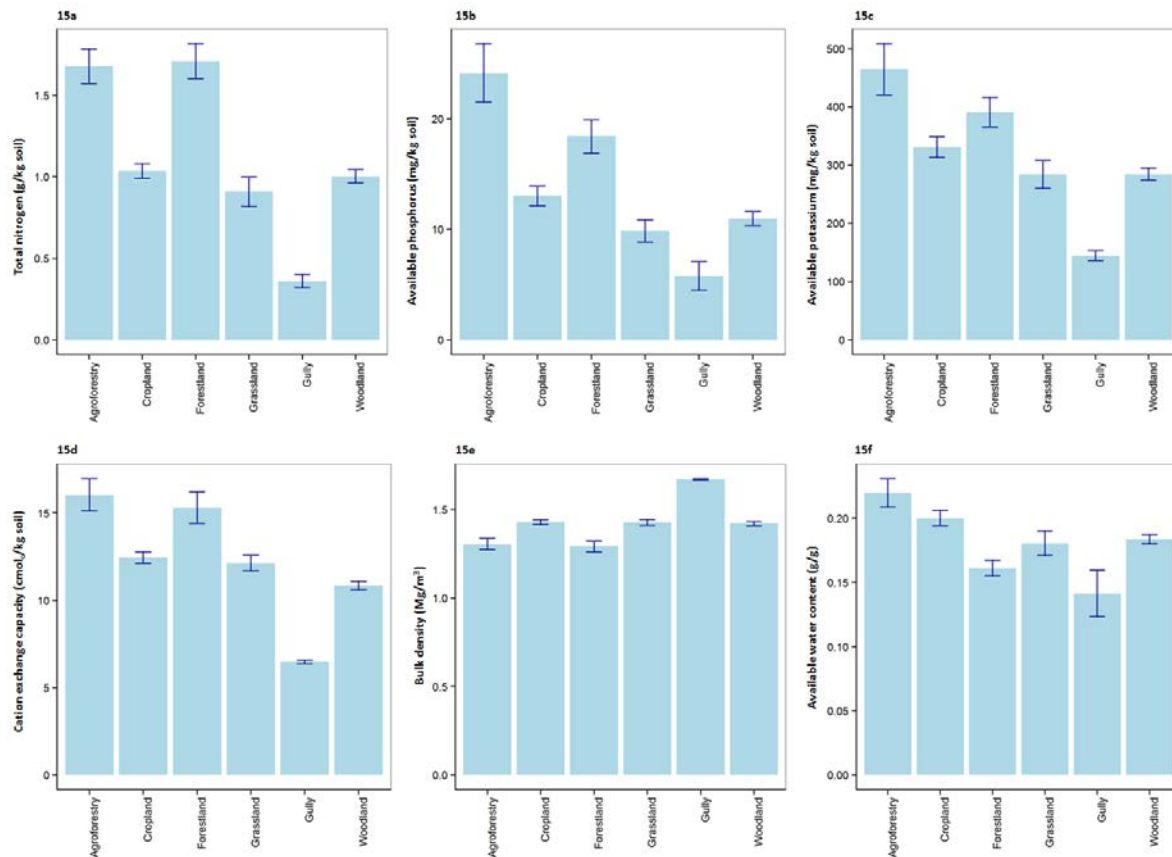 15a
Total nitrogen (g/kg soil)
1.5
1.0
0.5
0.0
Agroforestry
Cropland
Forestland
Grassland
Gully
Woodland
15b
Available phosphorus (mg/kg soil)
20
10
0
Agroforestry
Cropland
Forestland
Grassland
Gully
Woodland
15c
Available potassium (mg/kg soil)
500
400
300
200
100
0
Agroforestry
Cropland
Forestland
Grassland
Gully
Woodland
15d
Cation exchange capacity (cmolc/kg soil)
15
10
5
0
Agroforestry
Cropland
Forestland
Grassland
Gully
Woodland
15e
Bulk density (Mg/m³)
1.5
1.0
0.5
0.0
Agroforestry
Cropland
Forestland
Grassland
Gully
Woodland
15f
Available water content (g/g)
0.20
0.15
0.10
0.05
0.00
Agroforestry
Cropland
Forestland
Grassland
Gully
Woodland